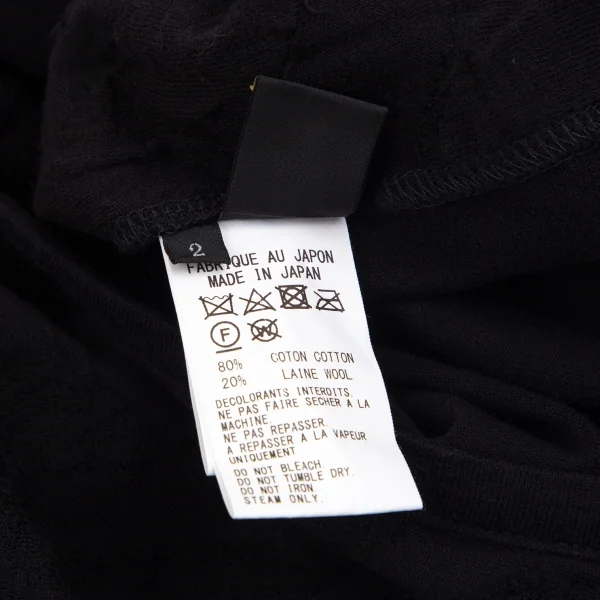 2
FABRIQUE AU JAPON
MADE IN JAPAN
F W
80% COTON COTTON
20% LAINE WOOL
DECOLORANTS INTERDITS.
NE PAS FAIRE SECHER A LA
MACHINE
NE PAS REPASSER.
A REPASSER A LA VAPEUR
UNIQUEMENT
DO NOT BLEACH.
DO NOT TUMBLE DRY.
DO NOT IRON
STEAM ONLY.